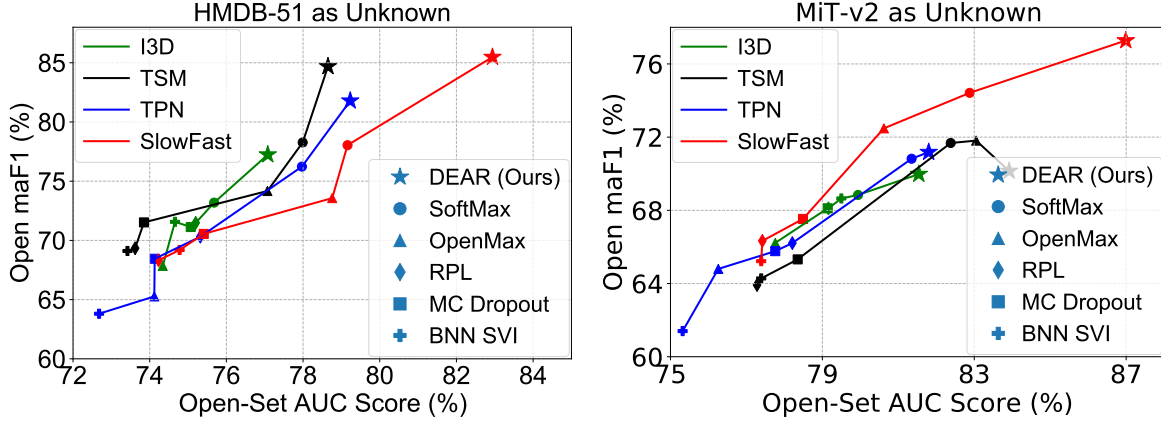 HMDB-51 as Unknown
I3D
TSM
TPN
SlowFast
DEAR (Ours)
SoftMax
OpenMax
RPL
MC Dropout
BNN SVI
Open maF1 (%)
85
80
75
70
65
60
72 74 76 78 80 82 84
Open-Set AUC Score (%)
MiT-v2 as Unknown
I3D
TSM
TPN
SlowFast
DEAR (Ours)
SoftMax
OpenMax
RPL
MC Dropout
BNN SVI
Open maF1 (%)
76
72
68
64
60
75 79 83 87
Open-Set AUC Score (%)